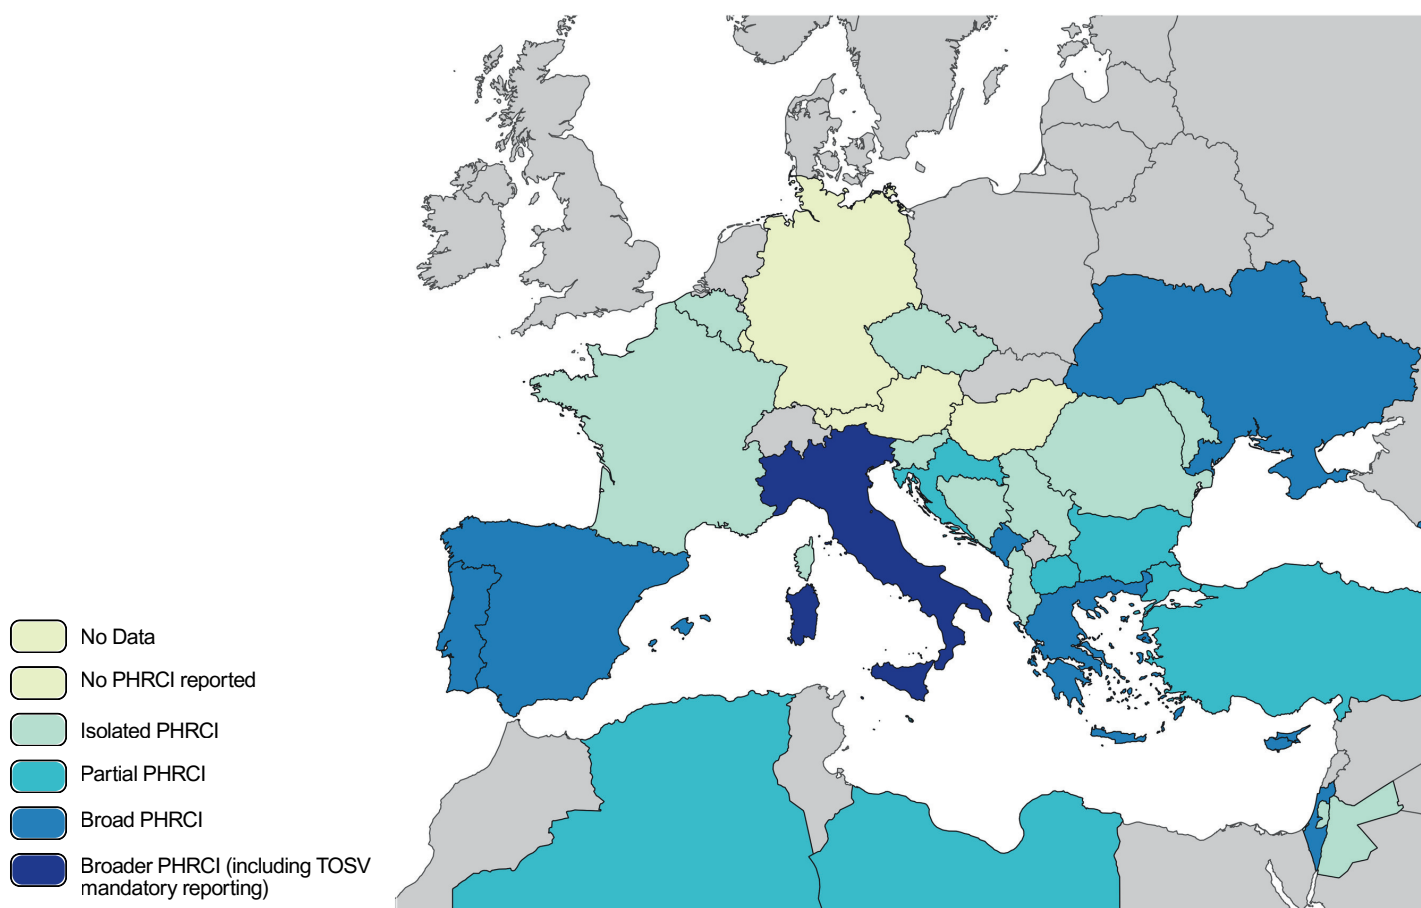 No Data
No PHRCI reported
Isolated PHRCI
Partial PHRCI
Broad PHRCI
Broader PHRCI (including TOSV
mandatory reporting)